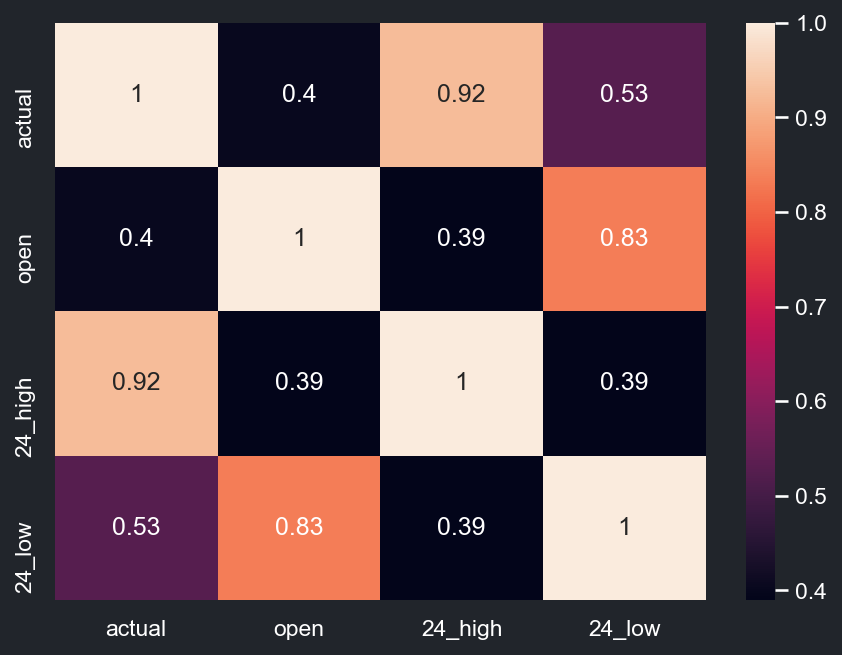 actual 1 0.4 0.92 0.53
open 0.4 1 0.39 0.83
24_high 0.92 0.39 1 0.39
24_low 0.53 0.83 0.39 1
actual open 24_high 24_low
1.0
0.9
0.8
0.7
0.6
0.5
0.4